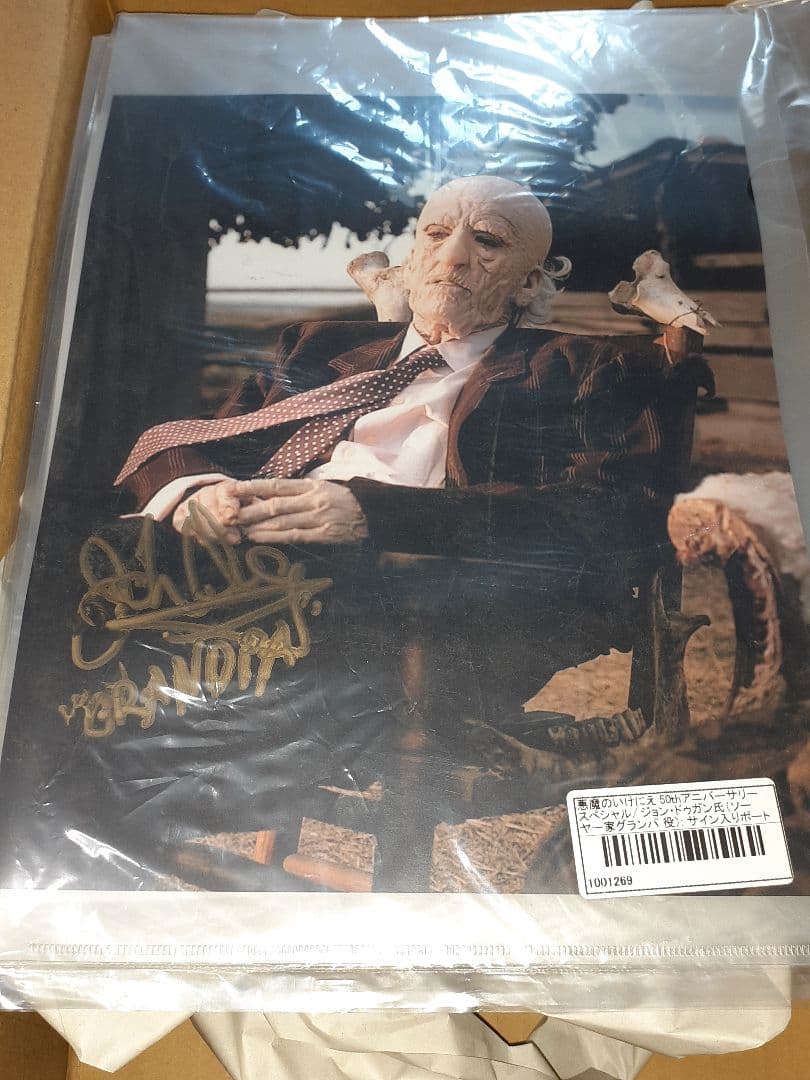 John Dugan
"GRANDPA"
悪魔のいけにえ 50thアニバーサリー
スペシャル/ ジョン・ドゥガン氏(ソー
ヤー家グランパ 役): サイン入りポート
1001269